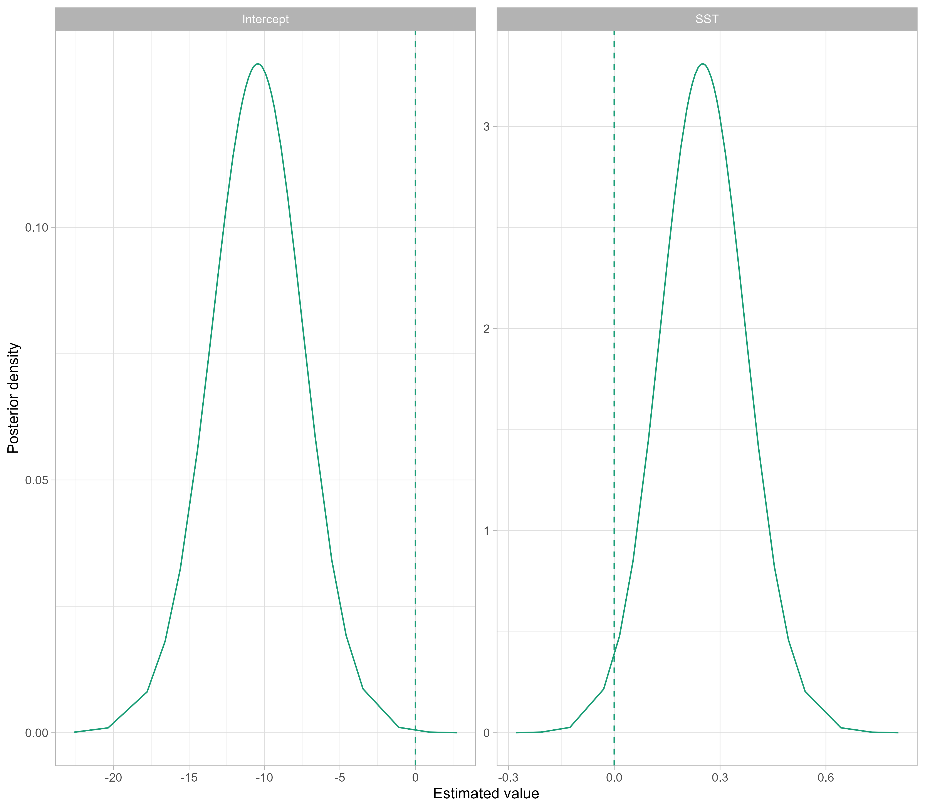 Intercept
SST
Posterior density
0.10
0.05
0.00
3
2
1
0
-20 -15 -10 -5 0
-0.3 0.0 0.3 0.6
Estimated value